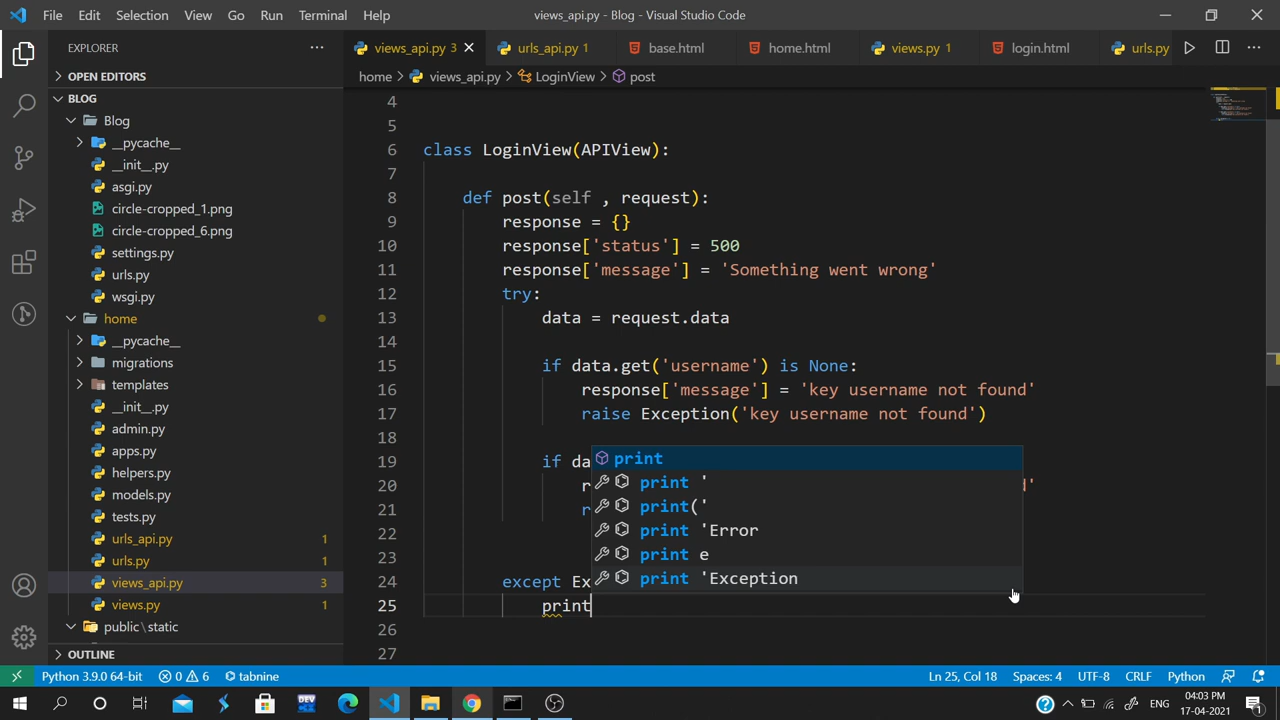 File Edit Selection View Go Run Terminal Help
views_api.py - Blog - Visual Studio Code
EXPLORER
views_api.py 3
urls_api.py 1
base.html
home.html
views.py 1
login.html
urls.py
OPEN EDITORS
home > views_api.py > LoginView > post
BLOG
Blog
__pycache__
__init__.py
asgi.py
circle-cropped_1.png
circle-cropped_6.png
settings.py
urls.py
wsgi.py
home
__pycache__
migrations
templates
__init__.py
admin.py
apps.py
helpers.py
models.py
tests.py
urls_api.py 1
urls.py 1
views_api.py 3
views.py 1
public\static
OUTLINE
4
5
6 class LoginView(APIView):
7
8 def post(self , request):
9 response = {}
10 response['status'] = 500
11 response['message'] = 'Something went wrong'
12 try:
13 data = request.data
14
15 if data.get('username') is None:
16 response['message'] = 'key username not found'
17 raise Exception('key username not found')
18
19 if da
20 r d'
21 r
22
23
24 except Ex
25 print
26
27
print
print '
print('
print 'Error
print e
print 'Exception
Python 3.9.0 64-bit 0 6 tabnine
Ln 25, Col 18 Spaces: 4 UTF-8 CRLF Python
DEV
ENG
04:03 PM
17-04-2021
1